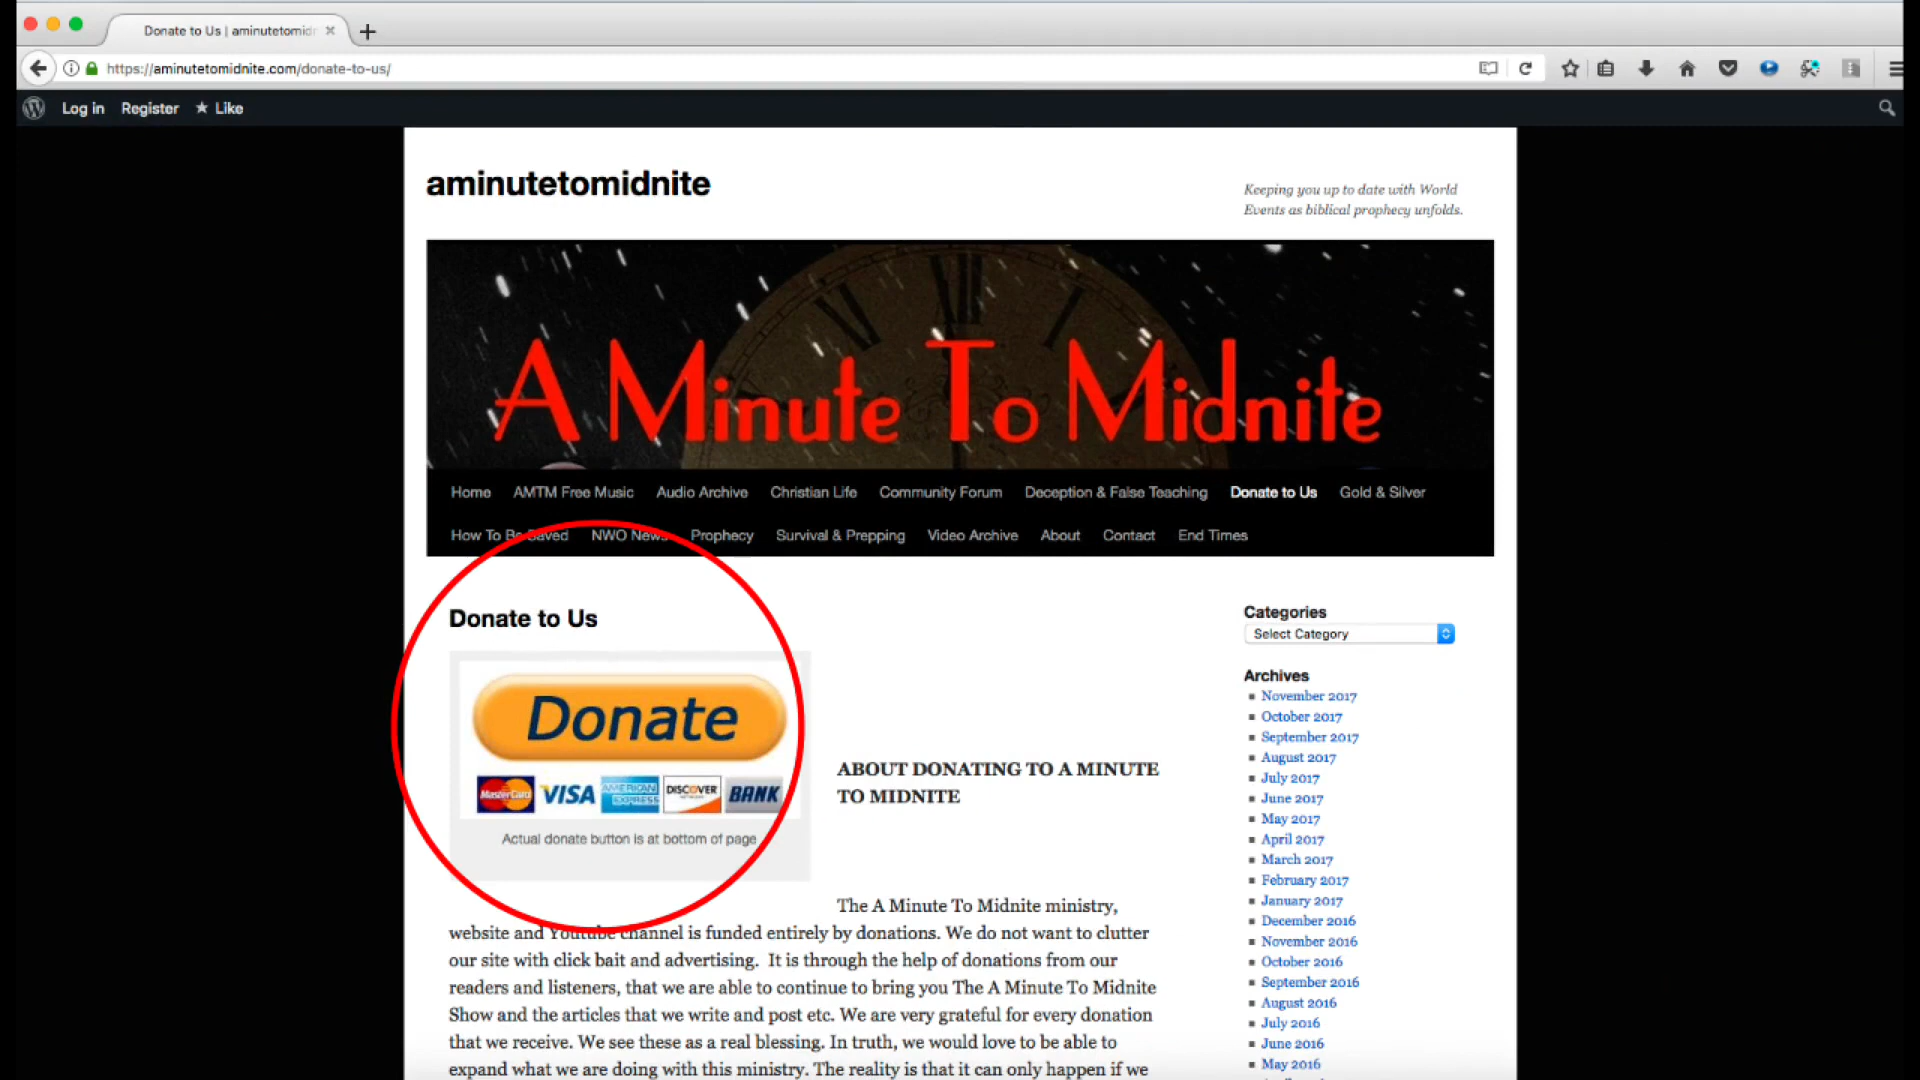 Donate to Us | aminutetomidn
https://aminutetomidnite.com/donate-to-us/
Log in Register ★ Like
aminutetomidnite
Keeping you up to date with World
Events as biblical prophecy unfolds.
VII VIII I
A Minute To Midnite
Home AMTM Free Music Audio Archive Christian Life Community Forum Deception & False Teaching Donate to Us Gold & Silver
How To Be Saved NWO News Prophecy Survival & Prepping Video Archive About Contact End Times
Donate to Us
Donate
MasterCard VISA AMERICAN EXPRESS DISCOVER BANK
Actual donate button is at bottom of page
ABOUT DONATING TO A MINUTE
TO MIDNITE
The A Minute To Midnite ministry,
website and Youtube channel is funded entirely by donations. We do not want to clutter
our site with click bait and advertising. It is through the help of donations from our
readers and listeners, that we are able to continue to bring you The A Minute To Midnite
Show and the articles that we write and post etc. We are very grateful for every donation
that we receive. We see these as a real blessing. In truth, we would love to be able to
expand what we are doing with this ministry. The reality is that it can only happen if we
Categories
Select Category
Archives
November 2017
October 2017
September 2017
August 2017
July 2017
June 2017
May 2017
April 2017
March 2017
February 2017
January 2017
December 2016
November 2016
October 2016
September 2016
August 2016
July 2016
June 2016
May 2016